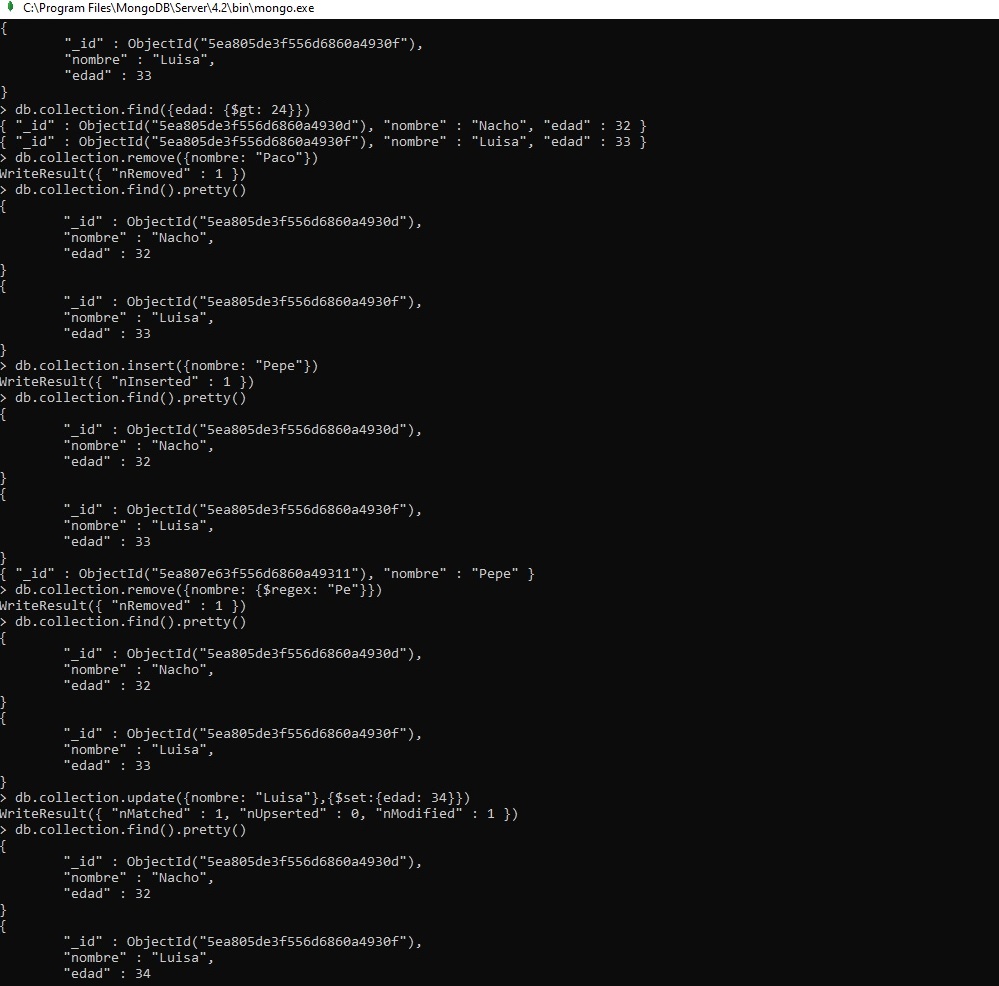 C:\Program Files\MongoDB\Server\4.2\bin\mongo.exe
{
        "_id" : ObjectId("5ea805de3f556d6860a4930f"),
        "nombre" : "Luisa",
        "edad" : 33
}
> db.collection.find({edad: {$gt: 24}})
{ "_id" : ObjectId("5ea805de3f556d6860a4930d"), "nombre" : "Nacho", "edad" : 32 }
{ "_id" : ObjectId("5ea805de3f556d6860a4930f"), "nombre" : "Luisa", "edad" : 33 }
> db.collection.remove({nombre: "Paco"})
WriteResult({ "nRemoved" : 1 })
> db.collection.find().pretty()
{
        "_id" : ObjectId("5ea805de3f556d6860a4930d"),
        "nombre" : "Nacho",
        "edad" : 32
}
{
        "_id" : ObjectId("5ea805de3f556d6860a4930f"),
        "nombre" : "Luisa",
        "edad" : 33
}
> db.collection.insert({nombre: "Pepe"})
WriteResult({ "nInserted" : 1 })
> db.collection.find().pretty()
{
        "_id" : ObjectId("5ea805de3f556d6860a4930d"),
        "nombre" : "Nacho",
        "edad" : 32
}
{
        "_id" : ObjectId("5ea805de3f556d6860a4930f"),
        "nombre" : "Luisa",
        "edad" : 33
}
{ "_id" : ObjectId("5ea807e63f556d6860a49311"), "nombre" : "Pepe" }
> db.collection.remove({nombre: {$regex: "Pe"}})
WriteResult({ "nRemoved" : 1 })
> db.collection.find().pretty()
{
        "_id" : ObjectId("5ea805de3f556d6860a4930d"),
        "nombre" : "Nacho",
        "edad" : 32
}
{
        "_id" : ObjectId("5ea805de3f556d6860a4930f"),
        "nombre" : "Luisa",
        "edad" : 33
}
> db.collection.update({nombre: "Luisa"},{$set:{edad: 34}})
WriteResult({ "nMatched" : 1, "nUpserted" : 0, "nModified" : 1 })
> db.collection.find().pretty()
{
        "_id" : ObjectId("5ea805de3f556d6860a4930d"),
        "nombre" : "Nacho",
        "edad" : 32
}
{
        "_id" : ObjectId("5ea805de3f556d6860a4930f"),
        "nombre" : "Luisa",
        "edad" : 34